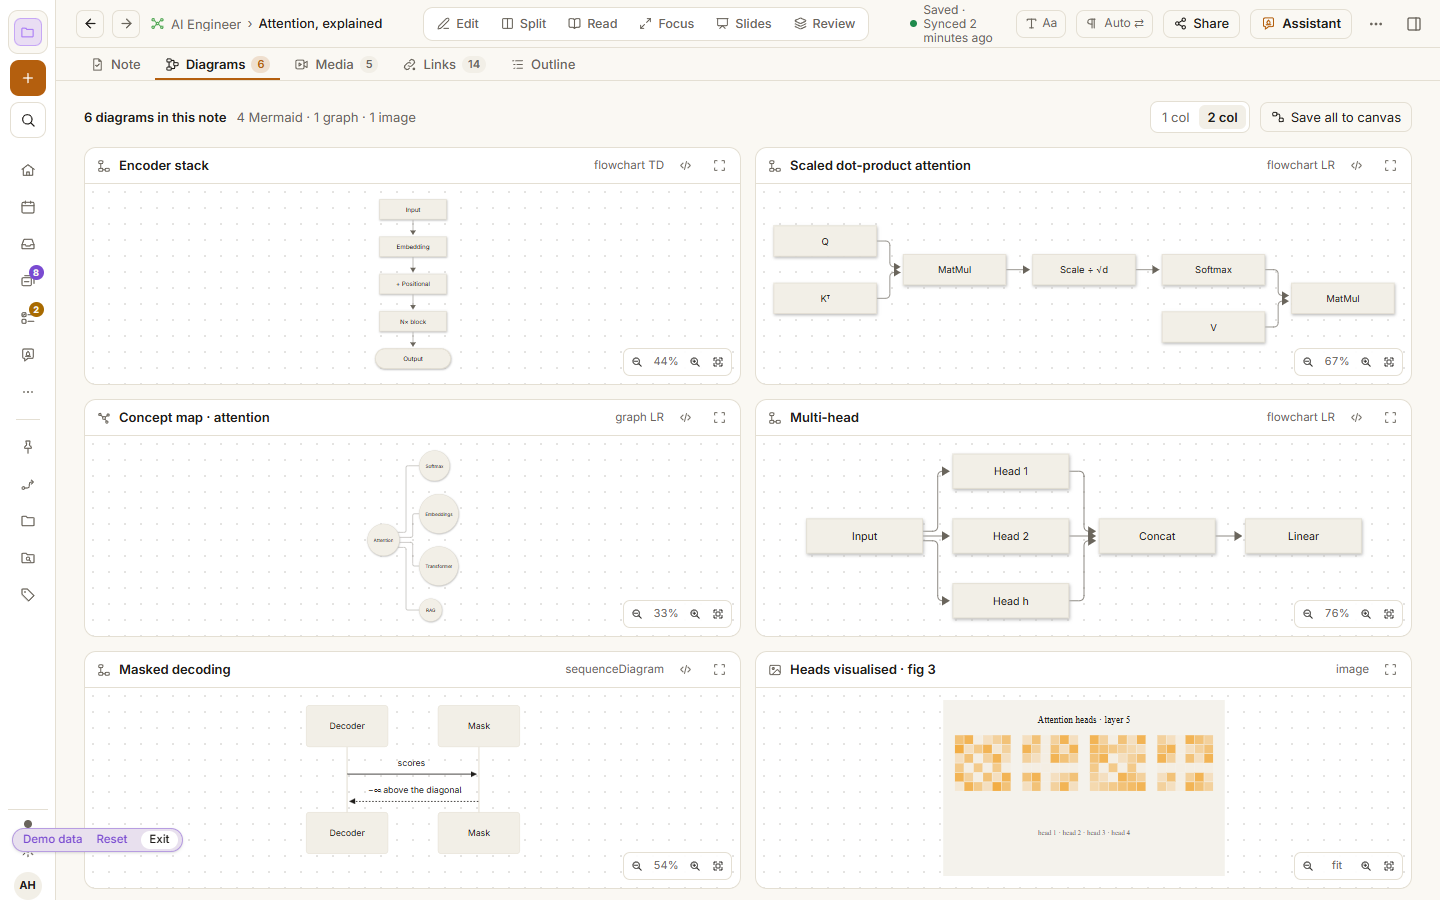 AI Engineer › Attention, explained
Edit
Split
Read
Focus
Slides
Review
Saved ·
Synced 2
minutes ago
Aa
Auto
Share
Assistant
Note
Diagrams 6
Media 5
Links 14
Outline
6 diagrams in this note 4 Mermaid · 1 graph · 1 image
1 col
2 col
Save all to canvas
8
2
Encoder stack
flowchart TD
Input
Embedding
+ Positional
N× block
Output
44%
Scaled dot-product attention
flowchart LR
Q
Kᵀ
MatMul
Scale ÷ √d
Softmax
V
MatMul
67%
Concept map · attention
graph LR
Softmax
Embeddings
Attention
Transformer
RAG
33%
Multi-head
flowchart LR
Head 1
Input
Head 2
Concat
Linear
Head h
76%
Masked decoding
sequenceDiagram
Decoder
Mask
scores
−∞ above the diagonal
Decoder
Mask
54%
Heads visualised · fig 3
image
Attention heads · layer 5
head 1 · head 2 · head 3 · head 4
fit
Demo data
Reset
Exit
AH